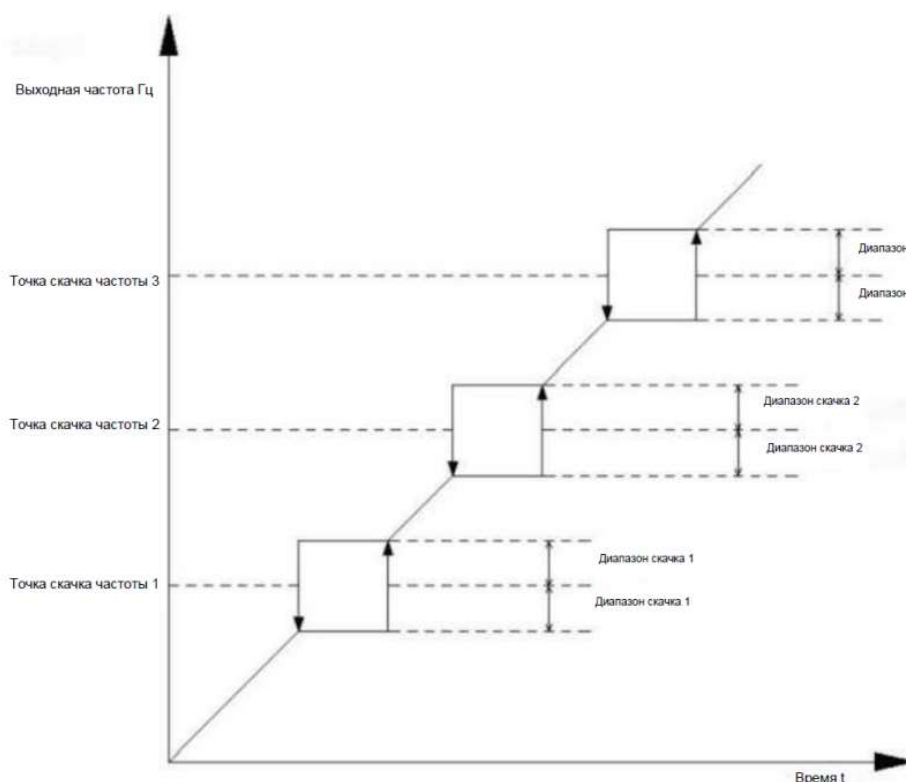 Выходная частота Гц
Точка скачка частоты 3
Диапазон
Диапазон
Точка скачка частоты 2
Диапазон скачка 2
Диапазон скачка 2
Точка скачка частоты 1
Диапазон скачка 1
Диапазон скачка 1
Время t